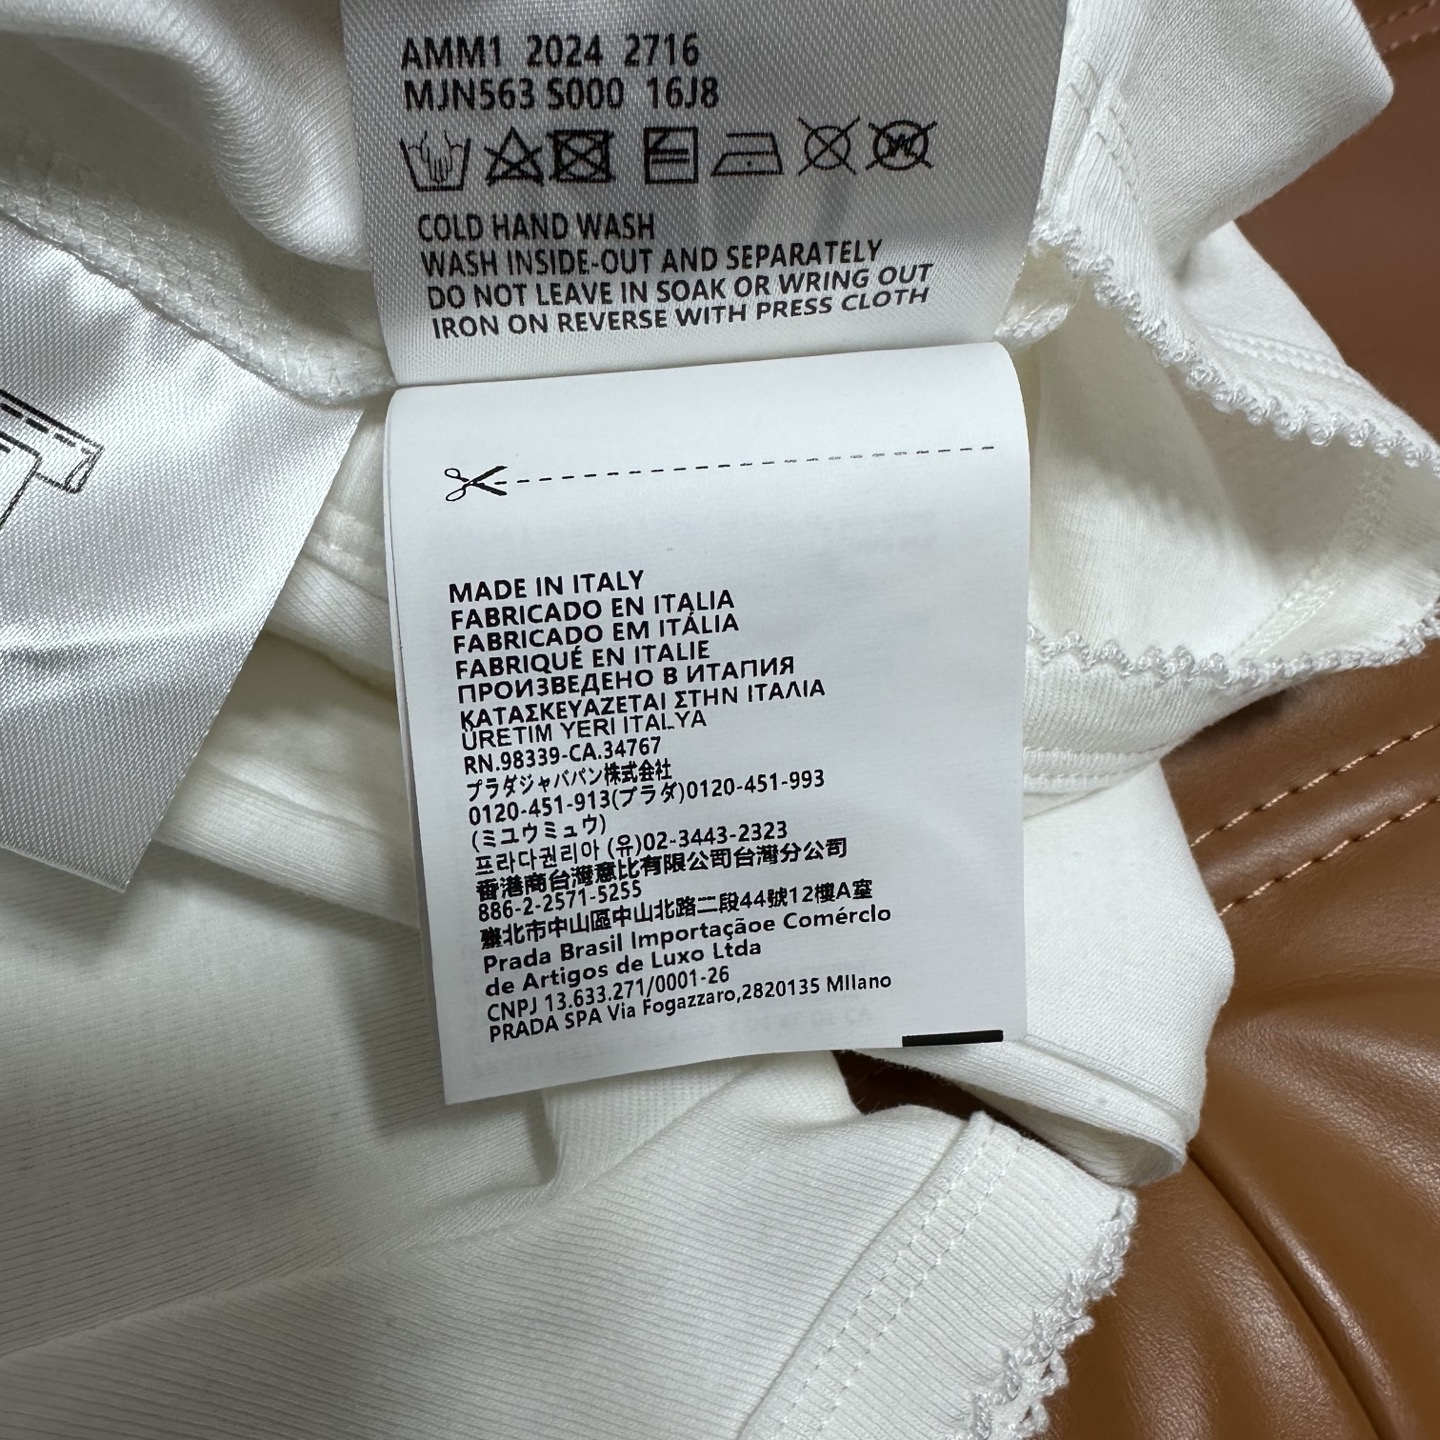 AMM1 2024 2716
MJN563 S000 16J8
COLD HAND WASH
WASH INSIDE-OUT AND SEPARATELY
DO NOT LEAVE IN SOAK OR WRING OUT
IRON ON REVERSE WITH PRESS CLOTH
MADE IN ITALY
FABRICADO EN ITALIA
FABRICADO EM ITÁLIA
FABRIQUÉ EN ITALIE
ПРОИЗВЕДЕНО В ИТАПИЯ
ΚΑΤΑΣΚΕΥΑΖΕΤΑΙ ΣΤΗΝ ΙΤΑΛΙΑ
ÜRETIM YERI ITALYA
RN.98339-CA.34767
プラダジャババン株式会社
0120-451-913(プラダ)0120-451-993
(ミユウミュウ)
프라다권리아 (유)02-3443-2323
香港商台灣意比有限公司台灣分公司
886-2-2571-5255
臺北市中山區中山北路二段44號12樓A室
Prada Brasil Importaçãoe Comércio
de Artigos de Luxo Ltda
CNPJ 13.633.271/0001-26
PRADA SPA Via Fogazzaro,2820135 MIlano